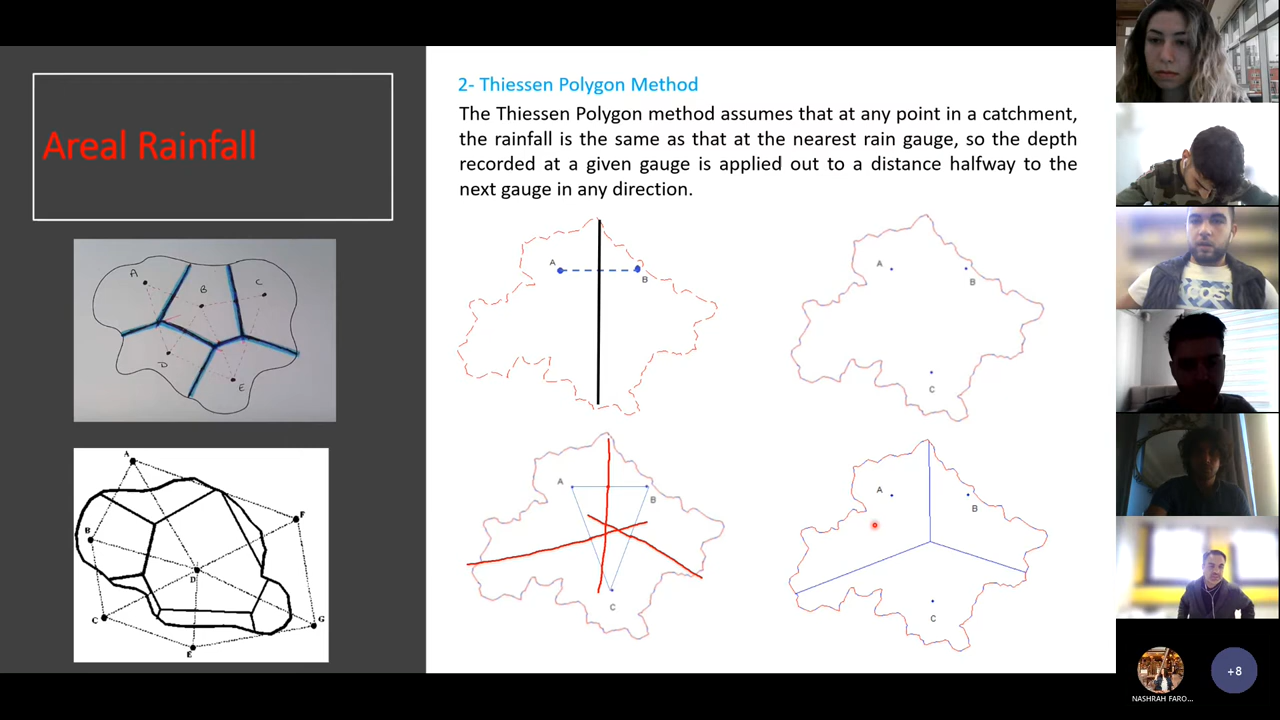 Areal Rainfall
2- Thiessen Polygon Method
The Thiessen Polygon method assumes that at any point in a catchment,
the rainfall is the same as that at the nearest rain gauge, so the depth
recorded at a given gauge is applied out to a distance halfway to the
next gauge in any direction.
A
B
A
B
C
A
B
C
A
B
C
A
B
C
D
E
A
B
F
D
C
E
G
NASHRAH FARO...
+8